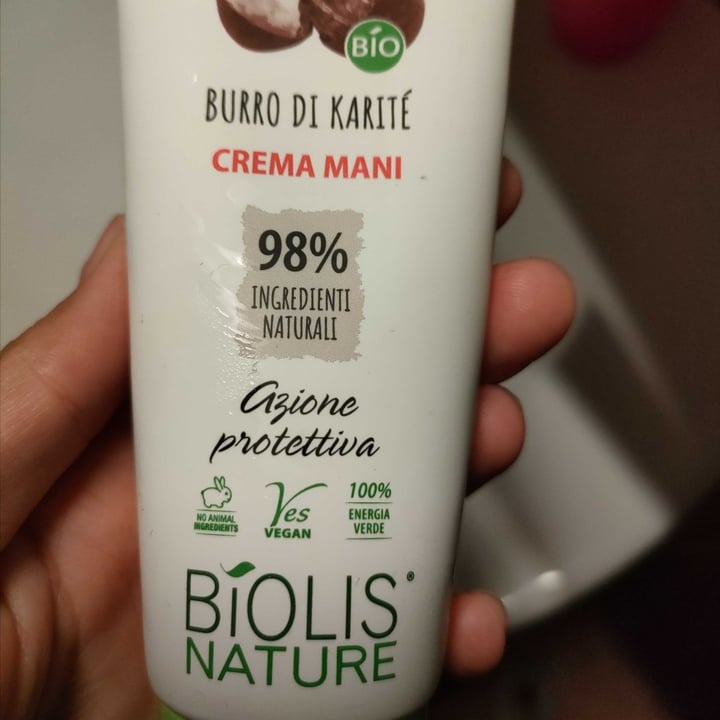 BIO
BURRO DI KARITÉ
CREMA MANI
98%
INGREDIENTI
NATURALI
Azione
protettiva
NO ANIMAL
INGREDIENTS
Yes
VEGAN
100%
ENERGIA
VERDE
BiOLIS®
NATURE